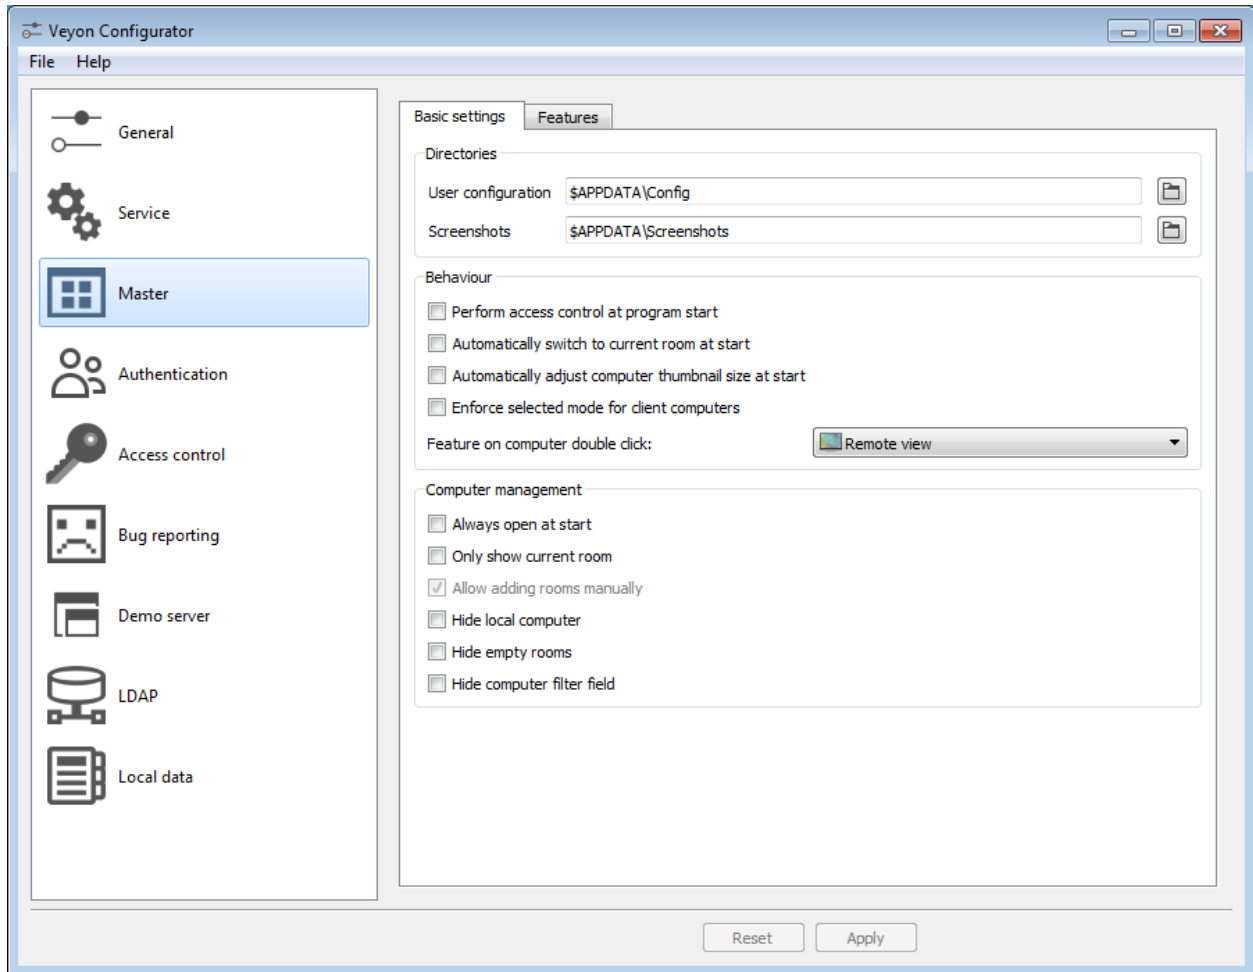 Veyon Configurator
File Help
General
Service
Master
Authentication
Access control
Bug reporting
Demo server
LDAP
Local data
Basic settings Features
Directories
User configuration $APPDATA\Config
Screenshots $APPDATA\Screenshots
Behaviour
Perform access control at program start
Automatically switch to current room at start
Automatically adjust computer thumbnail size at start
Enforce selected mode for client computers
Feature on computer double click: Remote view
Computer management
Always open at start
Only show current room
Allow adding rooms manually
Hide local computer
Hide empty rooms
Hide computer filter field
Reset Apply